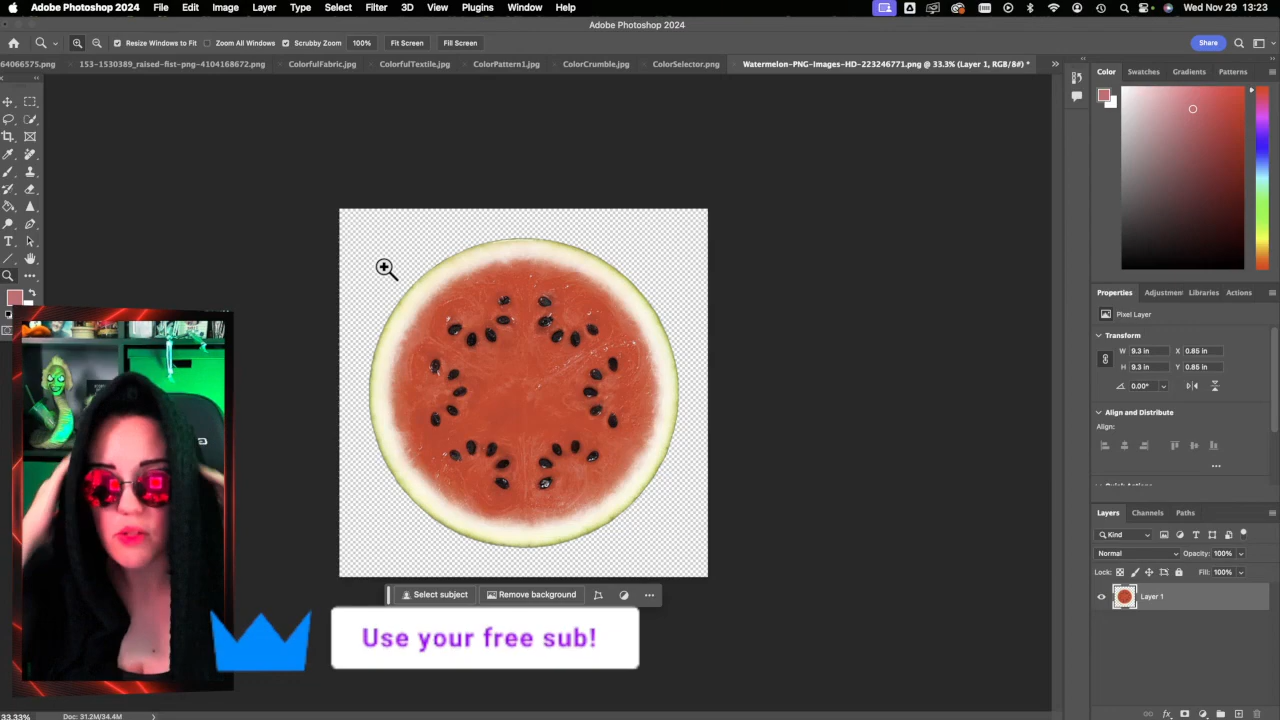 Adobe Photoshop 2024 File Edit Image Layer Type Select Filter 3D View Plugins Window Help Wed Nov 29 13:23
Adobe Photoshop 2024
Resize Windows to Fit Zoom All Windows Scrubby Zoom 100% Fit Screen Fill Screen Share
64066575.png 153-1530389_raised-fist-png-4104168672.png ColorfulFabric.jpg ColorfulTextile.jpg ColorPattern1.jpg ColorCrumble.jpg ColorSelector.png Watermelon-PNG-Images-HD-223246771.png @ 33.3% (Layer 1, RGB/8#) *
Color Swatches Gradients Patterns
Properties Adjustmen Libraries Actions
Pixel Layer
Transform
W 9.3 in X 0.85 in
H 9.3 in Y 0.85 in
0.00°
Align and Distribute
Align:
Quick Actions
Layers Channels Paths
Kind
Normal Opacity: 100%
Lock: Fill: 100%
Layer 1
Select subject Remove background
Use your free sub!
33.33% Doc: 31.2M/34.4M